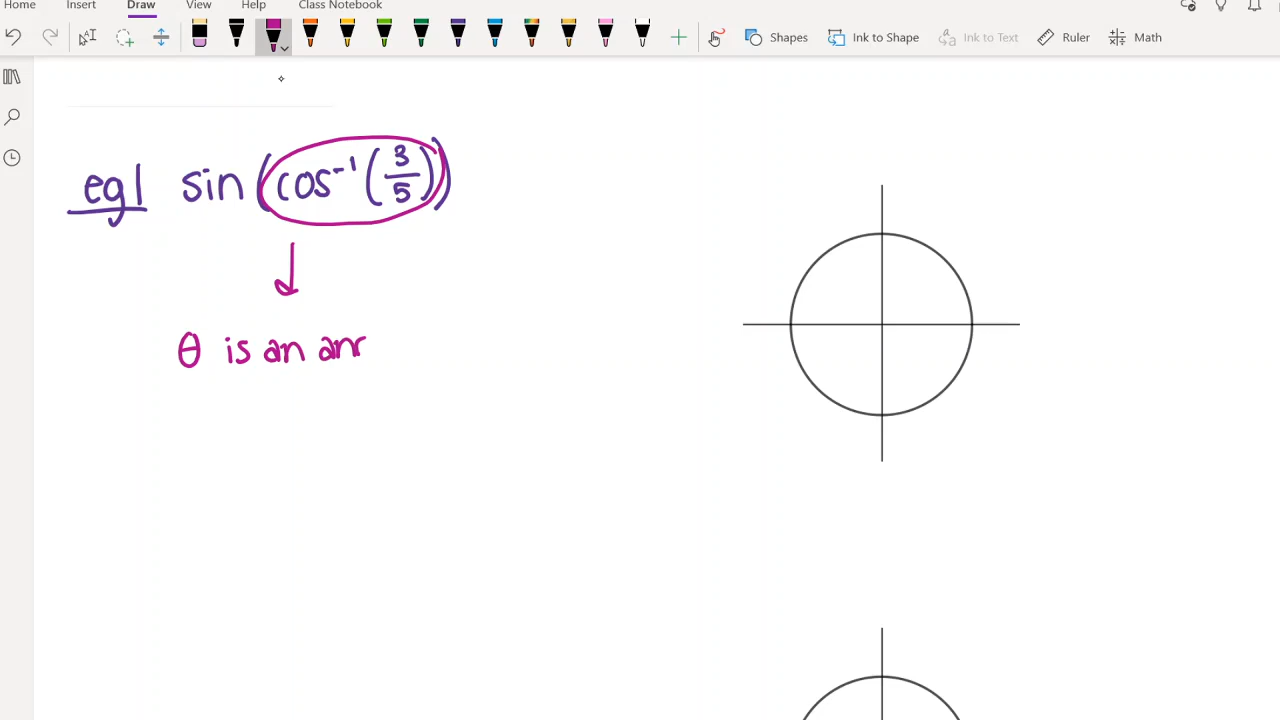 Home Insert Draw View Help Class Notebook
Shapes Ink to Shape Ink to Text Ruler Math
eg1 sin(cos⁻¹(3/5))
θ is an